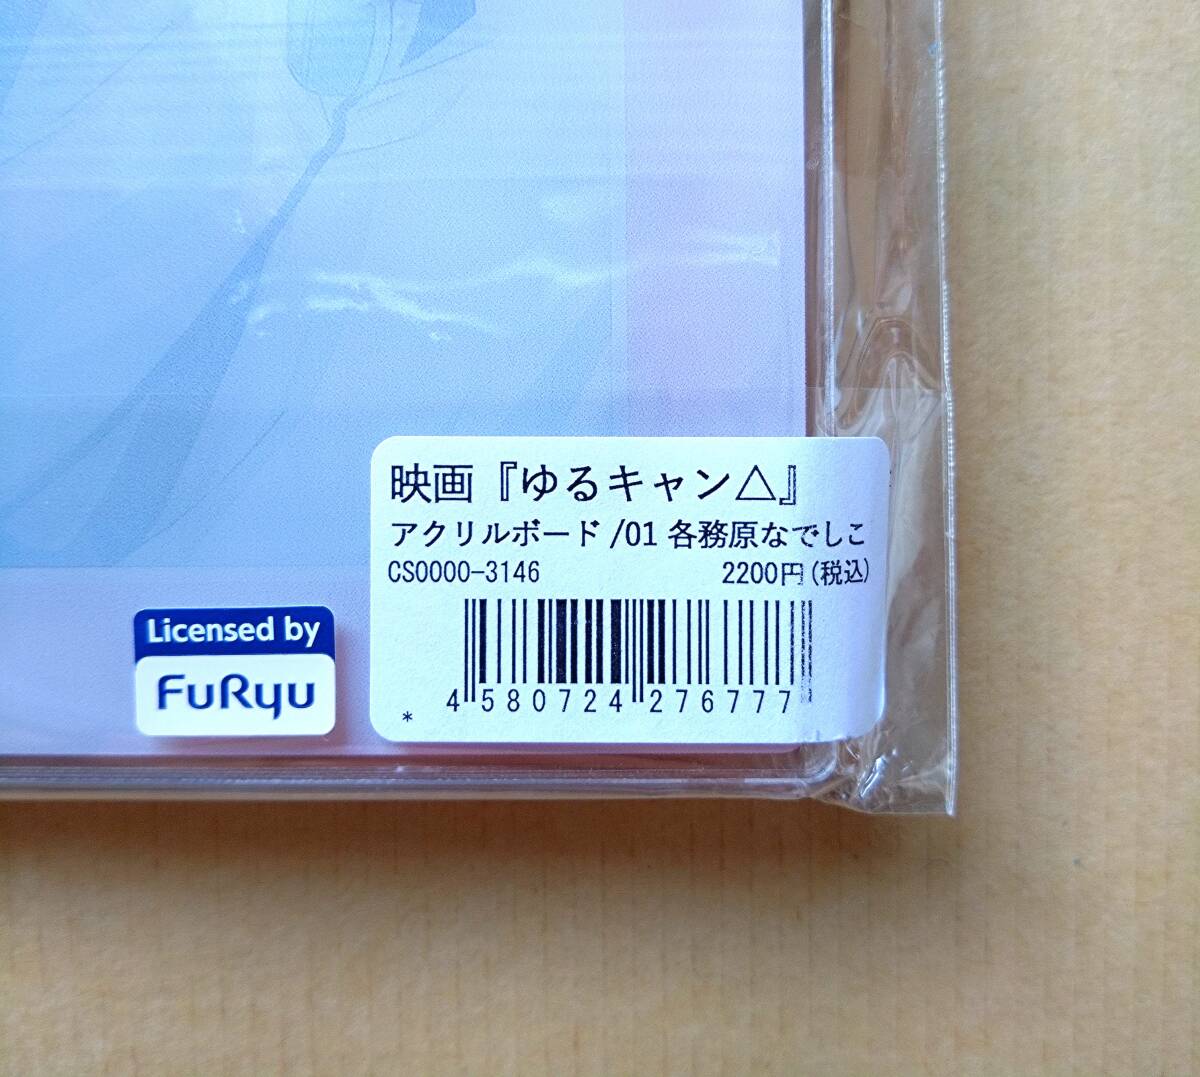 映画『ゆるキャン△』
アクリルボード /01 各務原なでしこ
CS0000-3146 2200円(税込)
4 580724 276777
*
Licensed by
FuRyu